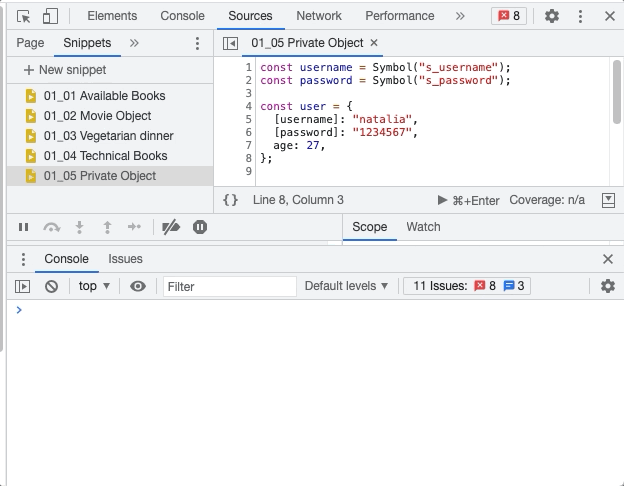 Elements Console Sources Network Performance » 8
Page Snippets »
01_05 Private Object ×
+ New snippet
01_01 Available Books
01_02 Movie Object
01_03 Vegetarian dinner
01_04 Technical Books
01_05 Private Object
1 const username = Symbol("s_username");
2 const password = Symbol("s_password");
3
4 const user = {
5 [username]: "natalia",
6 [password]: "1234567",
7 age: 27,
8 };
9
{} Line 8, Column 3 ⌘+Enter Coverage: n/a
Scope Watch
Console Issues
top ▼ Filter Default levels ▼ 11 Issues: 8 3
>